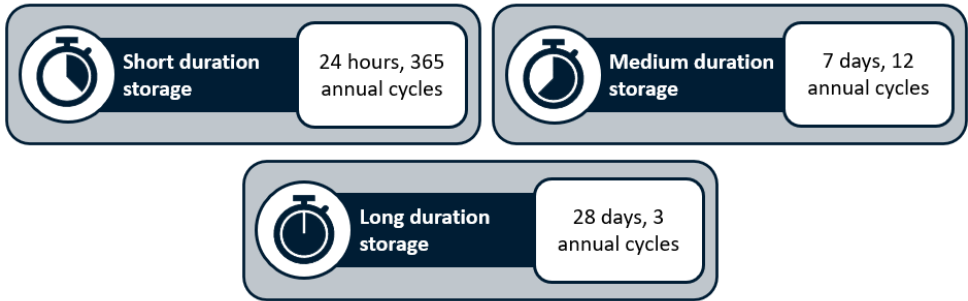 Short duration
storage
24 hours, 365
annual cycles
Medium duration
storage
7 days, 12
annual cycles
Long duration
storage
28 days, 3
annual cycles